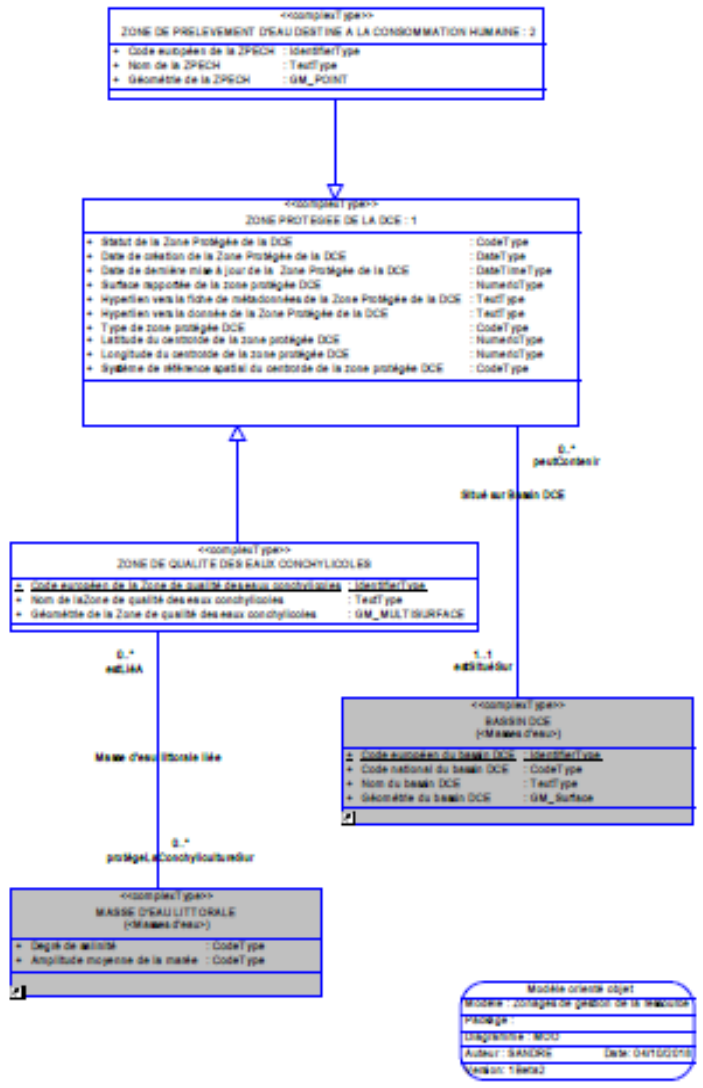 <<complexType>>
ZONE DE PRELEVEMENT D'EAU DESTINE A LA CONSOMMATION HUMAINE : 2
+ Code européen de la ZPECH : IdentifierType
+ Nom de la ZPECH : TextType
+ Géométrie de la ZPECH : GM_POINT
<<complexType>>
ZONE PROTEGEE DE LA DCE : 1
+ Statut de la Zone Protégée de la DCE : CodeType
+ Date de création de la Zone Protégée de la DCE : DateType
+ Date de dernière mise à jour de la Zone Protégée de la DCE : DateTimeType
+ Surface rapportée de la zone protégée DCE : NumericType
+ Hyperlien vers la fiche de métadonnées de la Zone Protégée de la DCE : TextType
+ Hyperlien vers la donnée de la Zone Protégée de la DCE : TextType
+ Type de zone protégée DCE : CodeType
+ Latitude du centroïde de la zone protégée DCE : NumericType
+ Longitude du centroïde de la zone protégée DCE : NumericType
+ Système de référence spatial du centroïde de la zone protégée DCE : CodeType
0..*
peutContenir
Situé sur Bassin DCE
<<complexType>>
ZONE DE QUALITE DES EAUX CONCHYLICOLES
+ Code européen de la Zone de qualité des eaux conchylicoles : IdentifierType
+ Nom de laZone de qualité des eaux conchylicoles : TextType
+ Géométrie de la Zone de qualité des eaux conchylicoles : GM_MULTISURFACE
0..*
estLiéA
1..1
estSituéSur
<<complexType>>
BASSIN DCE
(<Masses d'eau>)
+ Code européen du bassin DCE : IdentifierType
+ Code national du bassin DCE : CodeType
+ Nom du bassin DCE : TextType
+ Géométrie du bassin DCE : GM_Surface
Masse d'eau littorale liée
0..*
protègeLaConchylicultureSur
<<complexType>>
MASSE D'EAU LITTORALE
(<Masses d'eau>)
+ Degré de salinité : CodeType
+ Amplitude moyenne de la marée : CodeType
Modèle orienté objet
Modèle : Zonages de gestion de la ressource
Package :
Diagramme : MOO
Auteur : SANDRE Date: 04/10/2018
Version: 1Beta2